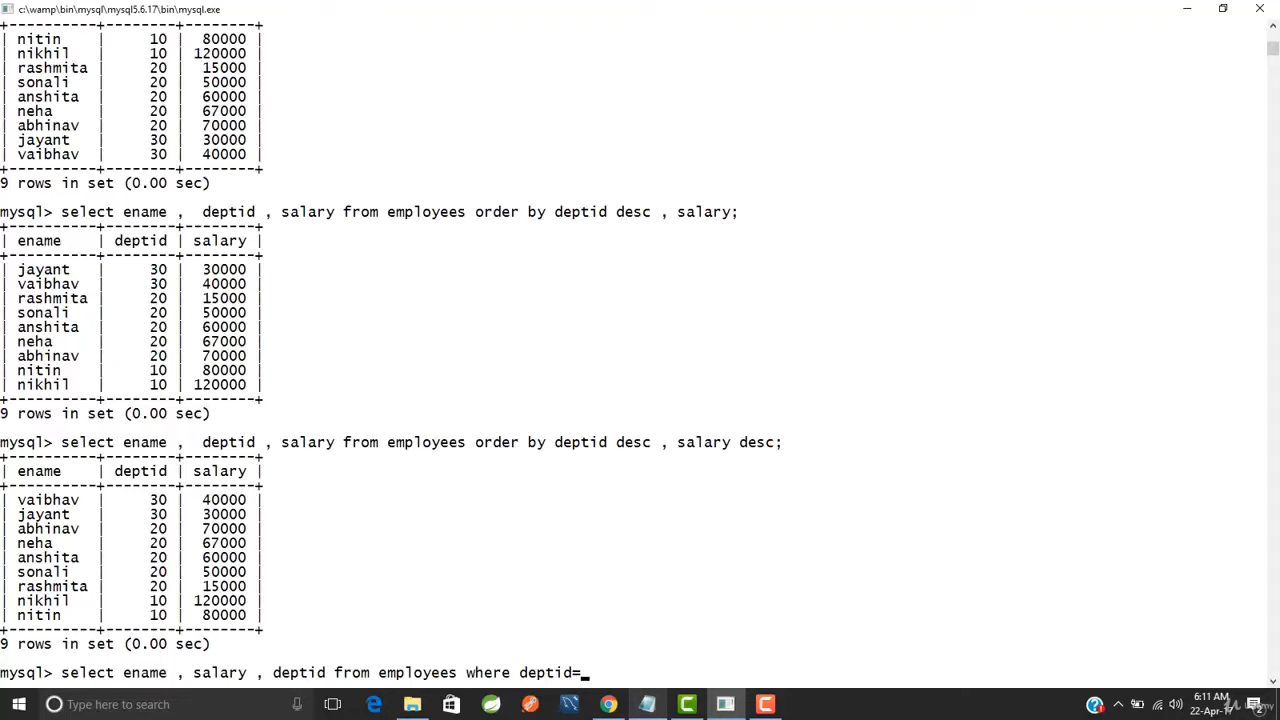 c:\wamp\bin\mysql\mysql5.6.17\bin\mysql.exe
+----------+--------+--------+
| nitin    |     10 |  80000 |
| nikhil   |     10 | 120000 |
| rashmita |     20 |  15000 |
| sonali   |     20 |  50000 |
| anshita  |     20 |  60000 |
| neha     |     20 |  67000 |
| abhinav  |     20 |  70000 |
| jayant   |     30 |  30000 |
| vaibhav  |     30 |  40000 |
+----------+--------+--------+
9 rows in set (0.00 sec)
mysql> select ename ,  deptid , salary from employees order by deptid desc , salary;
+----------+--------+--------+
| ename    | deptid | salary |
+----------+--------+--------+
| jayant   |     30 |  30000 |
| vaibhav  |     30 |  40000 |
| rashmita |     20 |  15000 |
| sonali   |     20 |  50000 |
| anshita  |     20 |  60000 |
| neha     |     20 |  67000 |
| abhinav  |     20 |  70000 |
| nitin    |     10 |  80000 |
| nikhil   |     10 | 120000 |
+----------+--------+--------+
9 rows in set (0.00 sec)
mysql> select ename ,  deptid , salary from employees order by deptid desc , salary desc;
+----------+--------+--------+
| ename    | deptid | salary |
+----------+--------+--------+
| vaibhav  |     30 |  40000 |
| jayant   |     30 |  30000 |
| abhinav  |     20 |  70000 |
| neha     |     20 |  67000 |
| anshita  |     20 |  60000 |
| sonali   |     20 |  50000 |
| rashmita |     20 |  15000 |
| nikhil   |     10 | 120000 |
| nitin    |     10 |  80000 |
+----------+--------+--------+
9 rows in set (0.00 sec)
mysql> select ename , salary , deptid from employees where deptid=_
Type here to search
6:11 AM
22-Apr-